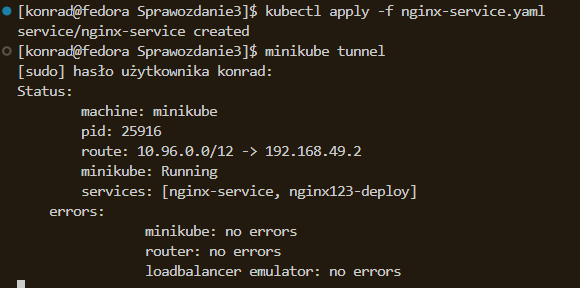 [konrad@fedora Sprawozdanie3]$ kubectl apply -f nginx-service.yaml
service/nginx-service created
[konrad@fedora Sprawozdanie3]$ minikube tunnel
[sudo] hasło użytkownika konrad:
Status:
        machine: minikube
        pid: 25916
        route: 10.96.0.0/12 -> 192.168.49.2
        minikube: Running
        services: [nginx-service, nginx123-deploy]
    errors:
                minikube: no errors
                router: no errors
                loadbalancer emulator: no errors